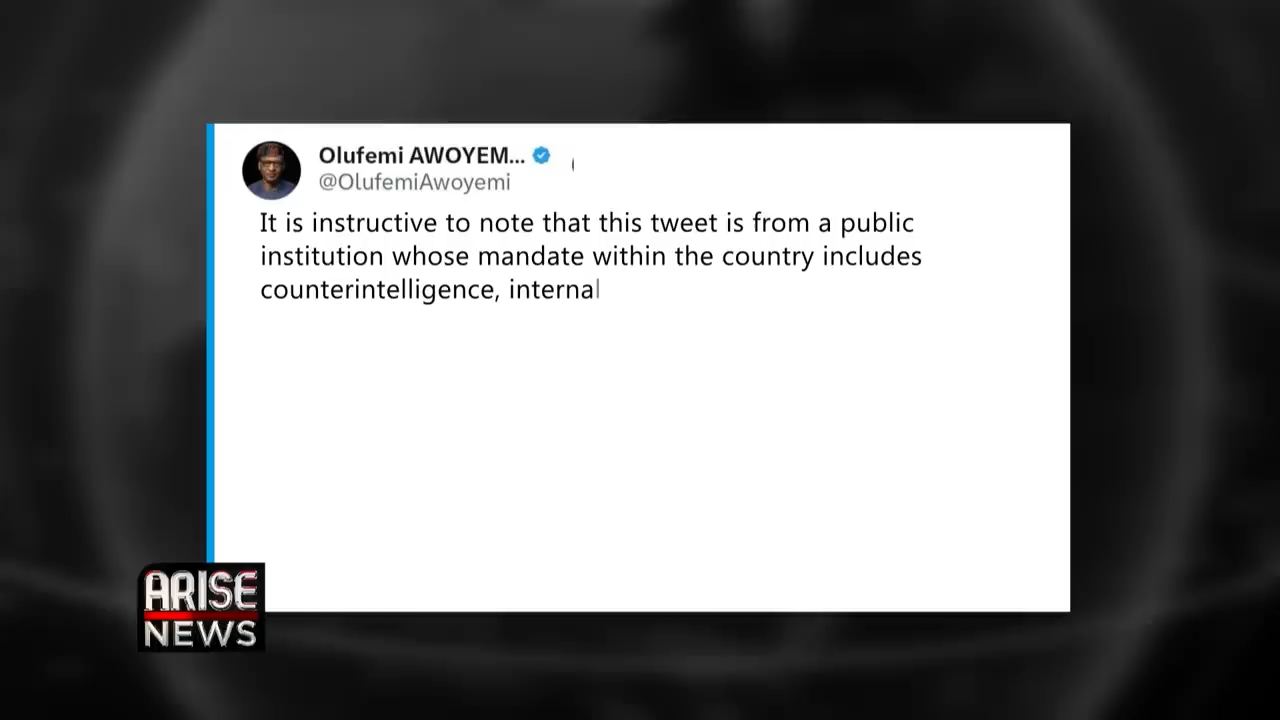 Olufemi AWOYEM...
@OlufemiAwoyemi
It is instructive to note that this tweet is from a public
institution whose mandate within the country includes
counterintelligence, interna
ARISE
NEWS